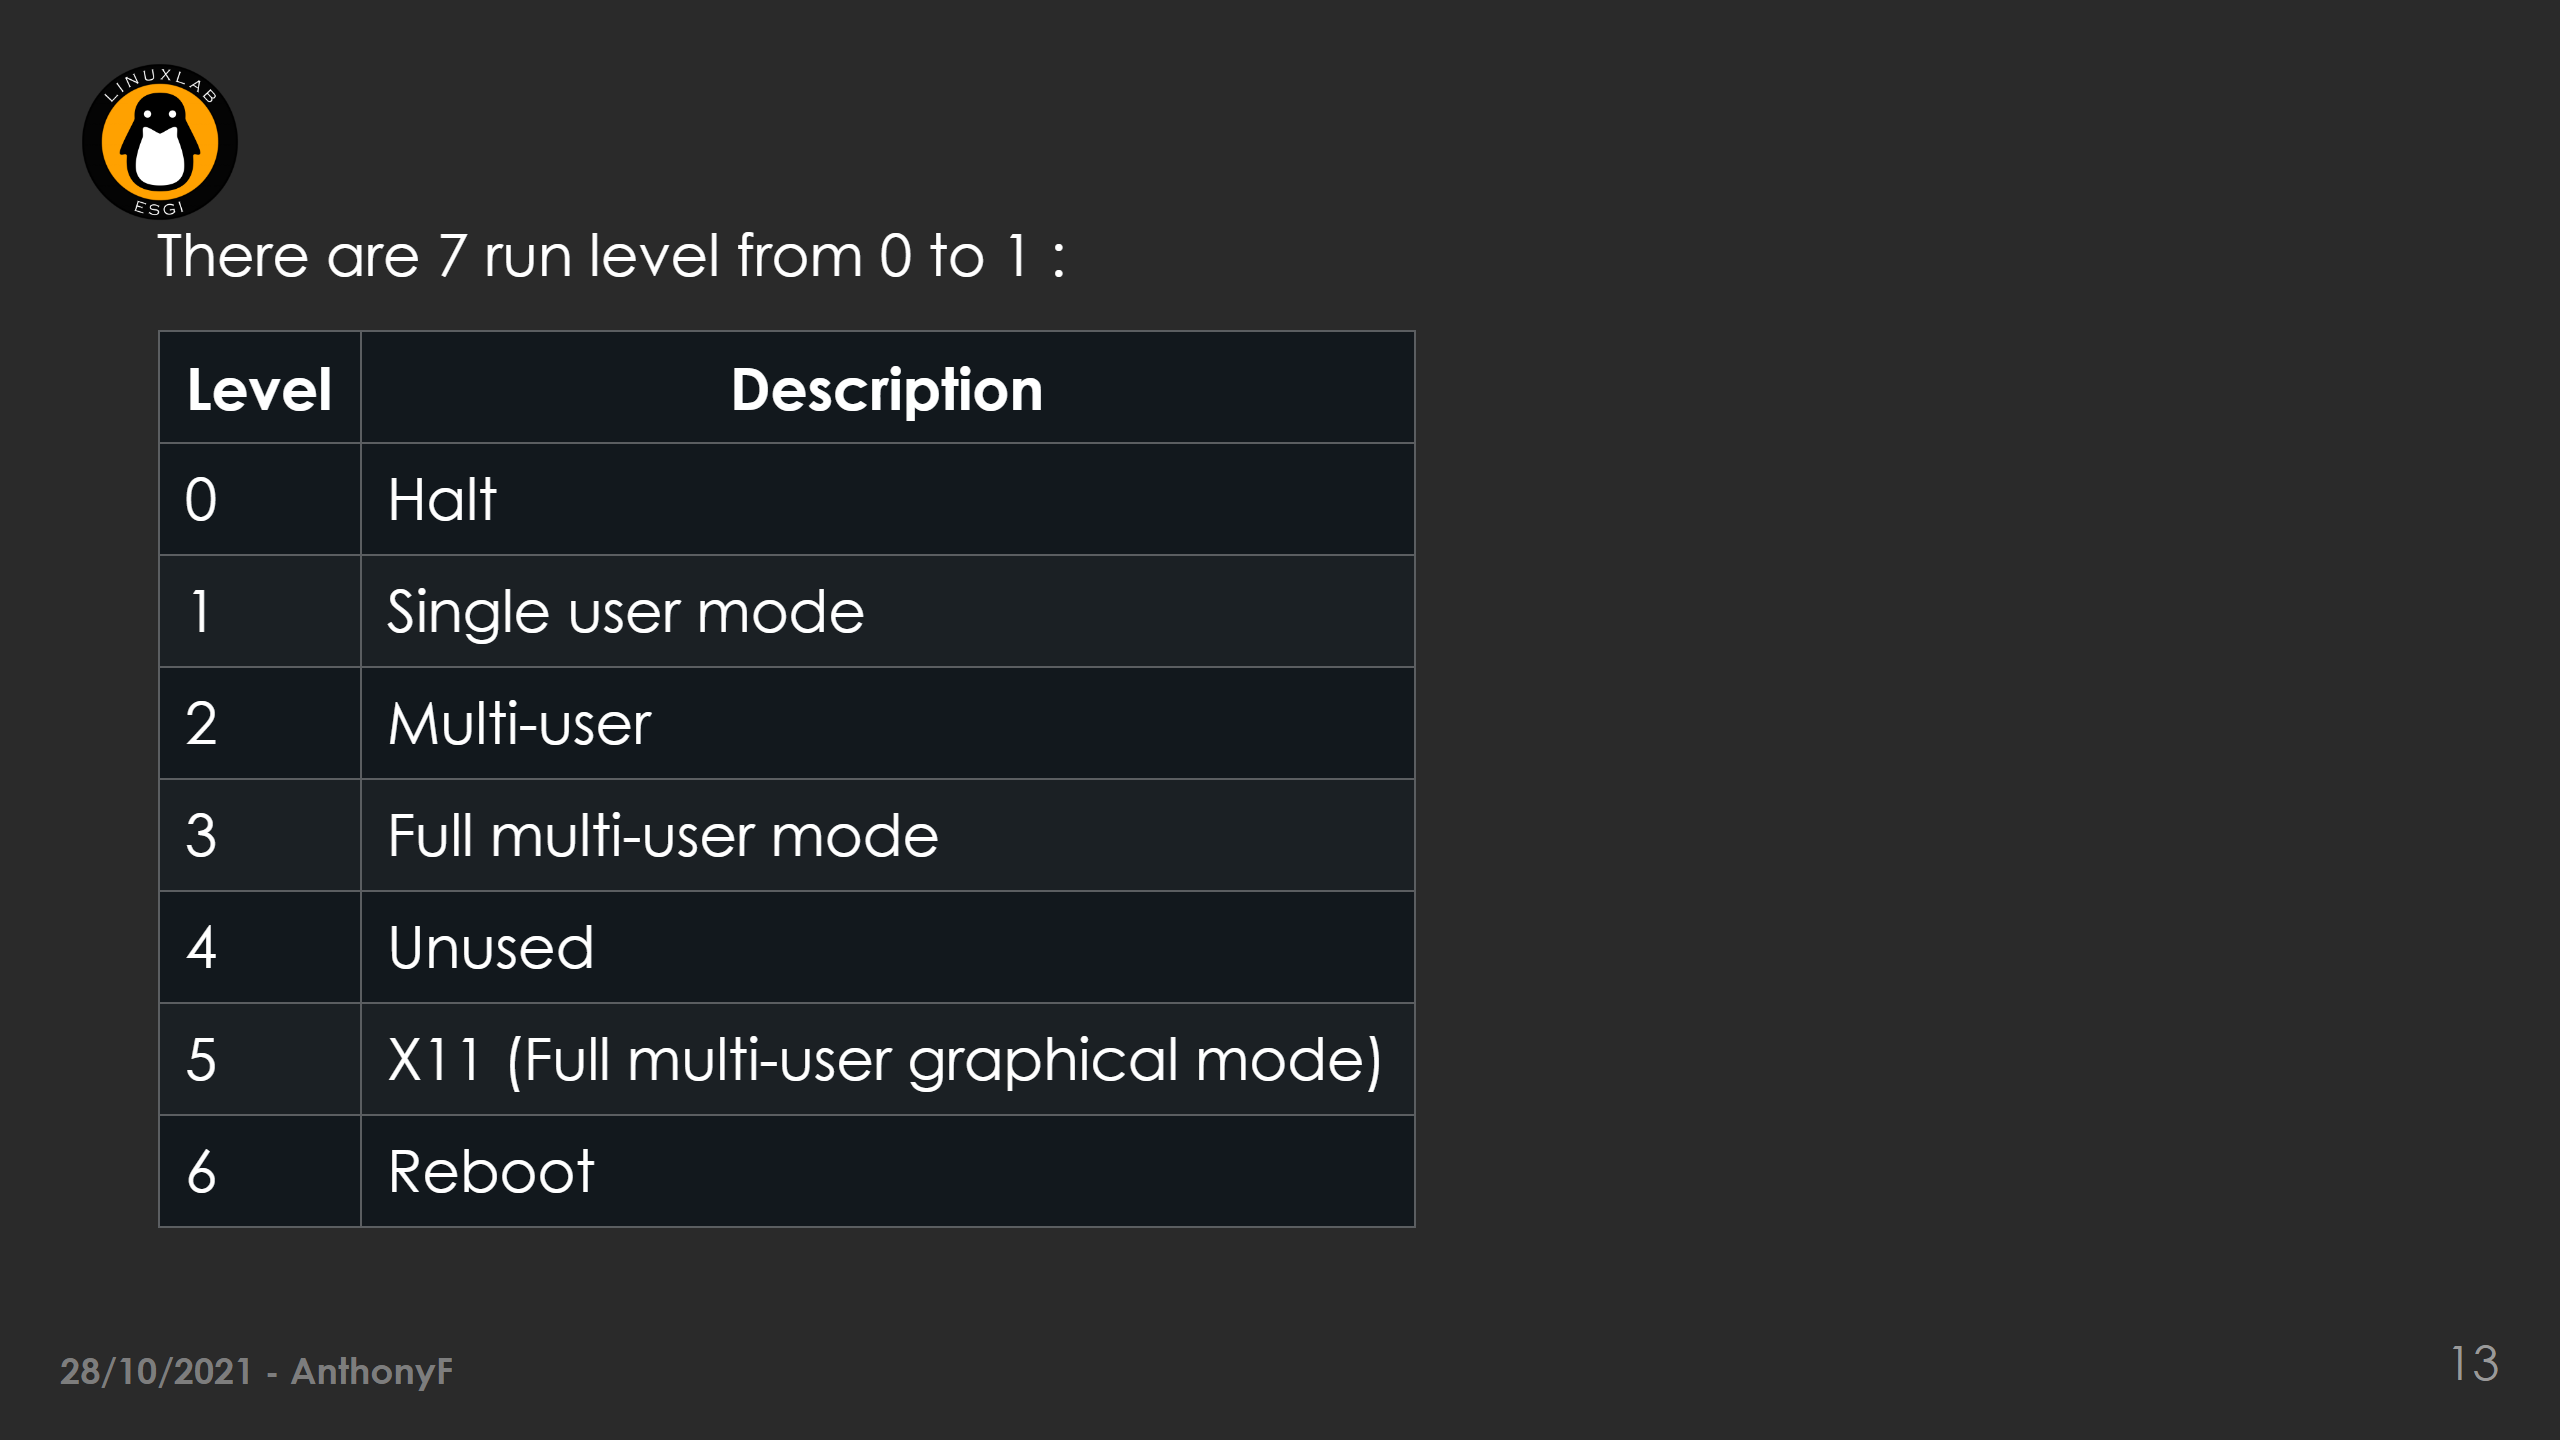 LINUXLAB
ESGI
There are 7 run level from 0 to 1 :
Level Description
0 Halt
1 Single user mode
2 Multi-user
3 Full multi-user mode
4 Unused
5 X11 (Full multi-user graphical mode)
6 Reboot
28/10/2021 - AnthonyF
13